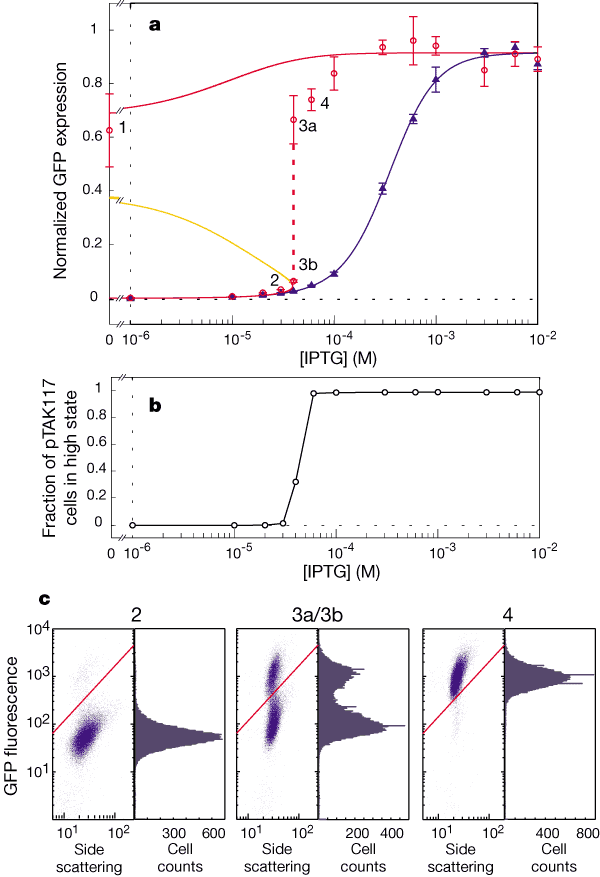 a
Normalized GFP expression
1
0.8
0.6
0.4
0.2
0
1
2
3a
3b
4
0 10-6 10-5 10-4 10-3 10-2
[IPTG] (M)
b
Fraction of pTAK117
cells in high state
1
0.8
0.6
0.4
0.2
0
0 10-6 10-5 10-4 10-3 10-2
[IPTG] (M)
c
2 3a/3b 4
GFP fluorescence
10^4
10^3
10^2
10^1
10^1 10^2 300 600 10^1 10^2 200 400 10^1 10^2 400 800
Side Cell Side Cell Side Cell
scattering counts scattering counts scattering counts